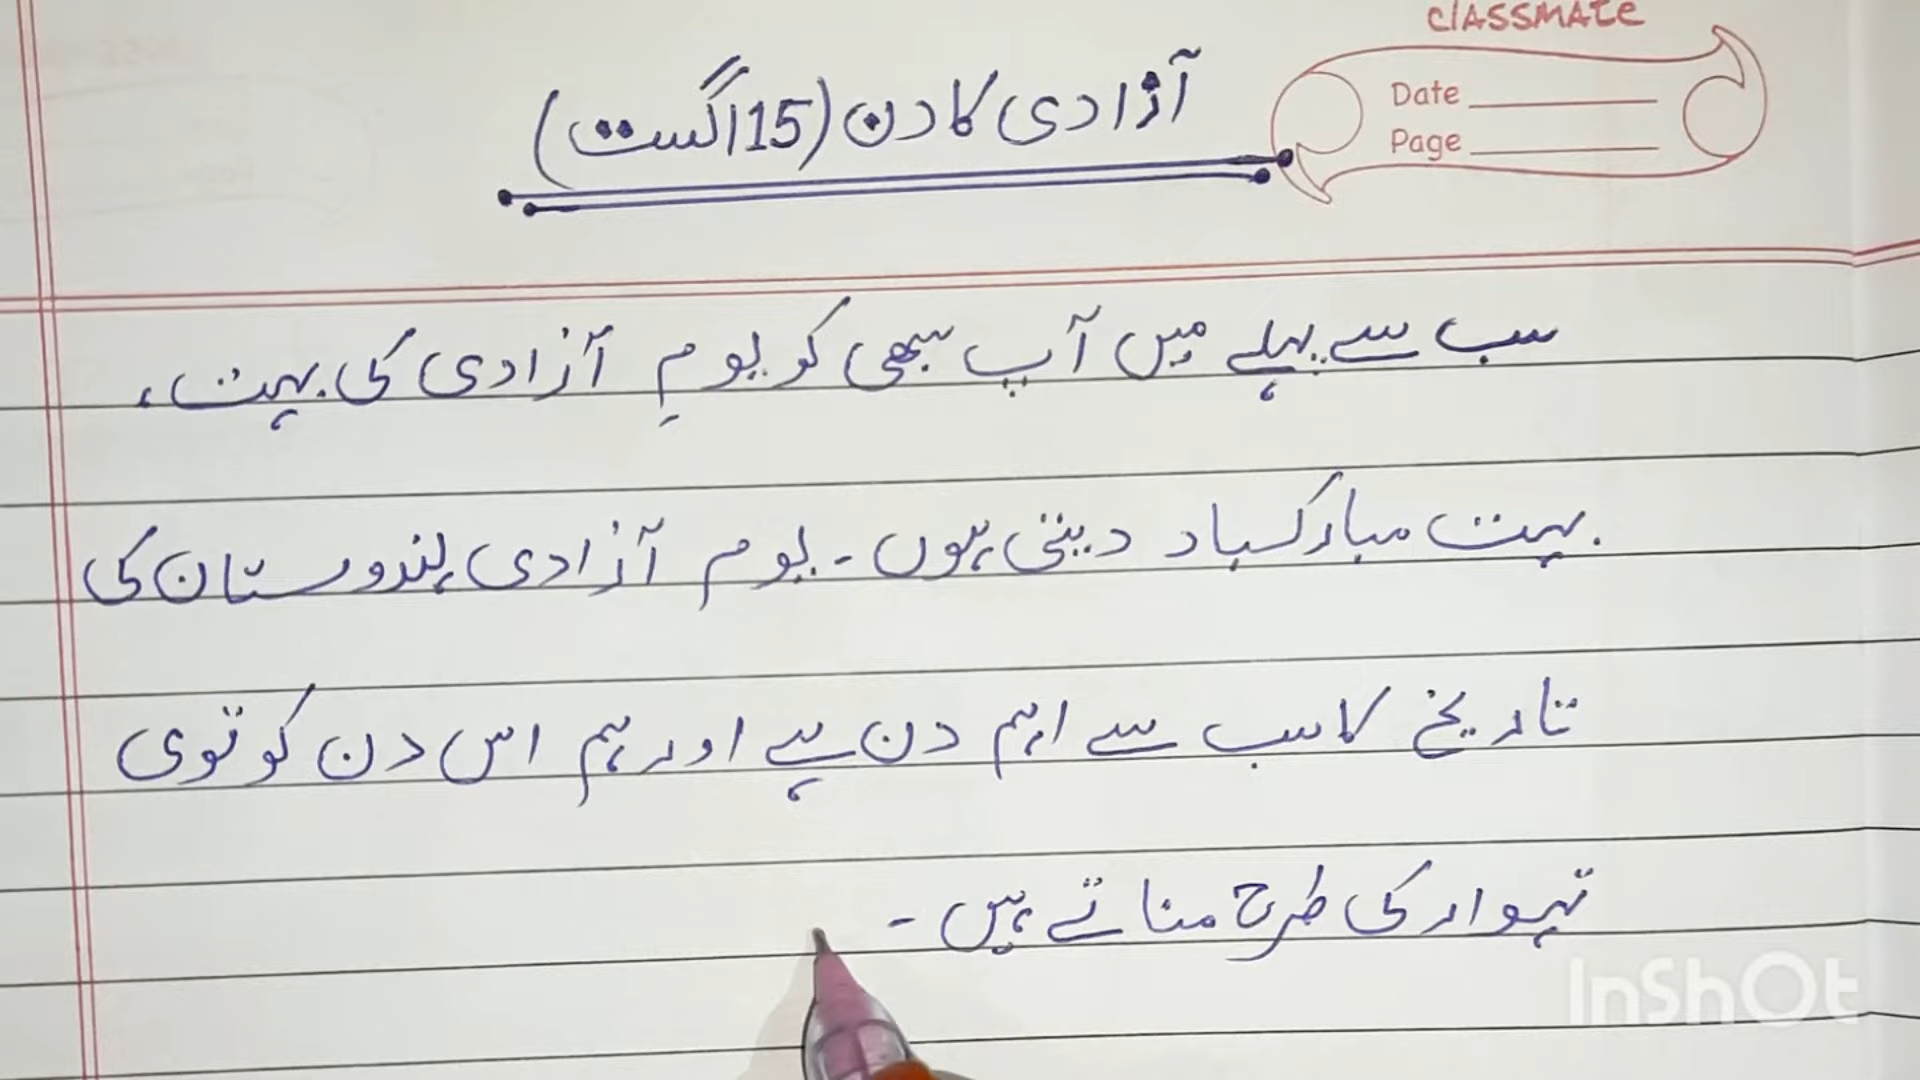 classmate
Date
Page
آزادی کا دن (15 اگست)
سب سے پہلے میں آپ سبھی کو یومِ آزادی کی بہت،
بہت مبارکباد دیتی ہوں۔ یوم آزادی ہندوستان کی
تاریخ کا سب سے اہم دن ہے اور ہم اس دن کو قومی
تہوار کی طرح مناتے ہیں۔
InShOt